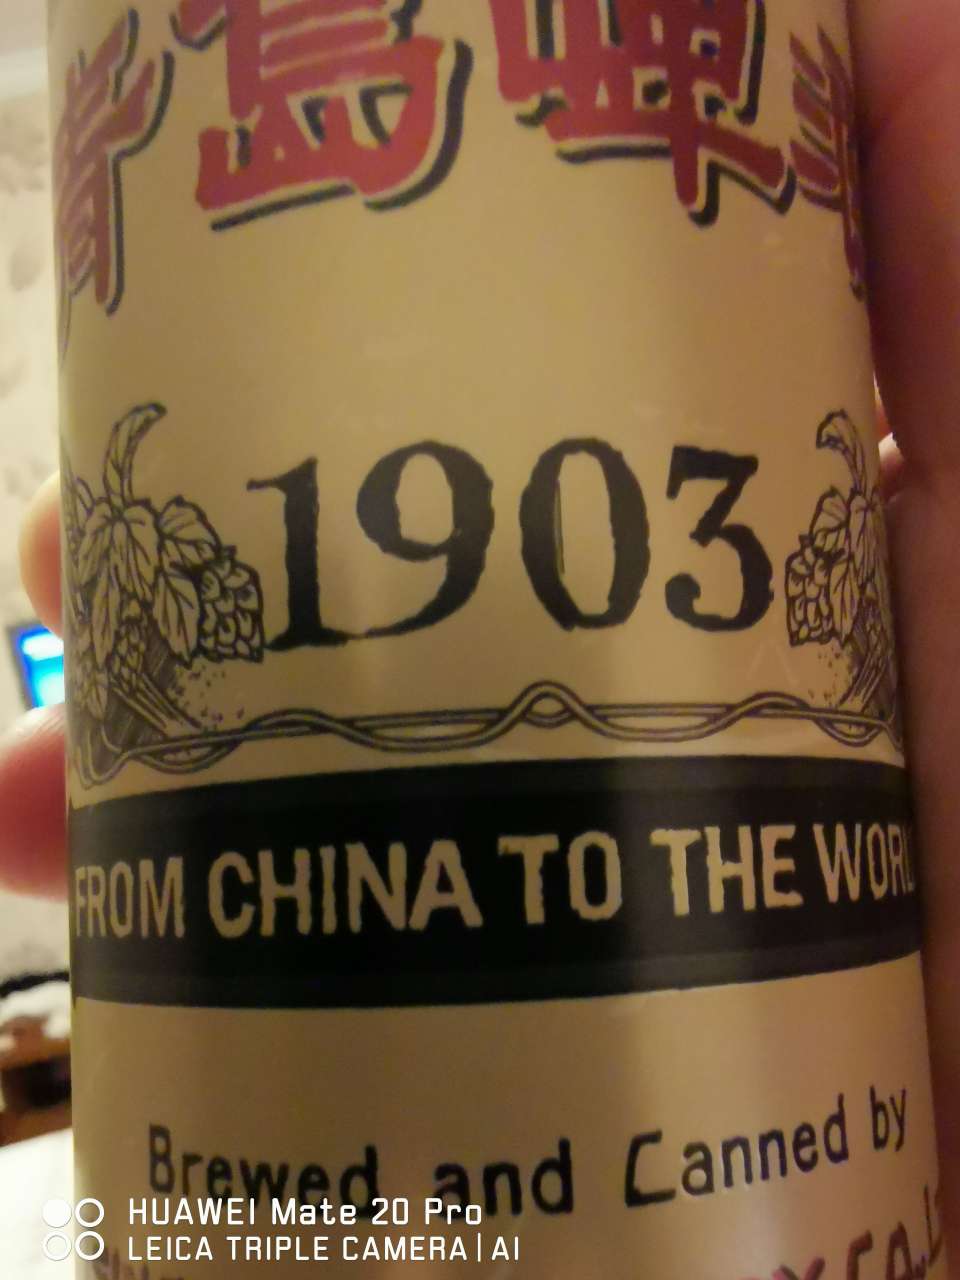 青島啤酒
1903
FROM CHINA TO THE WORL
Brewed and Canned by
HUAWEI Mate 20 Pro
LEICA TRIPLE CAMERA | AI